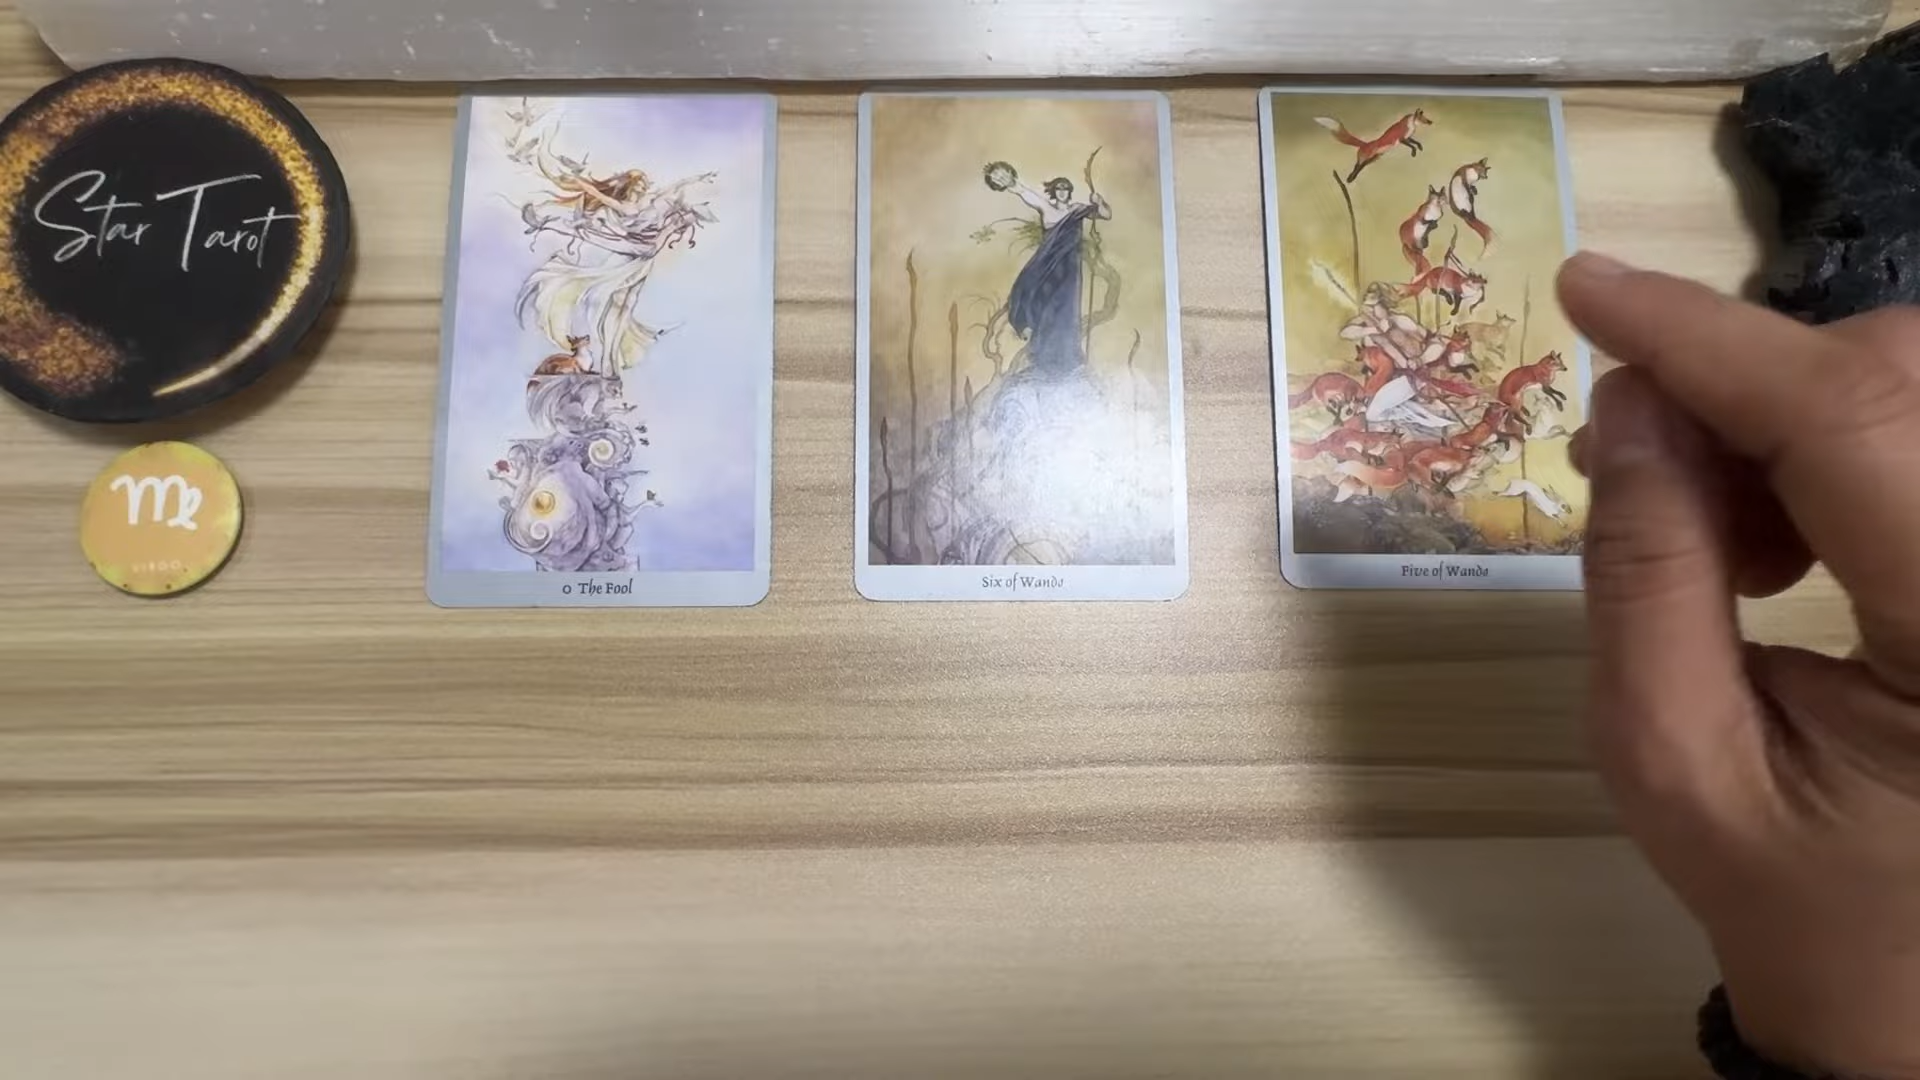 Star Tarot
VIRGO
0 The Fool
Six of Wands
Five of Wands